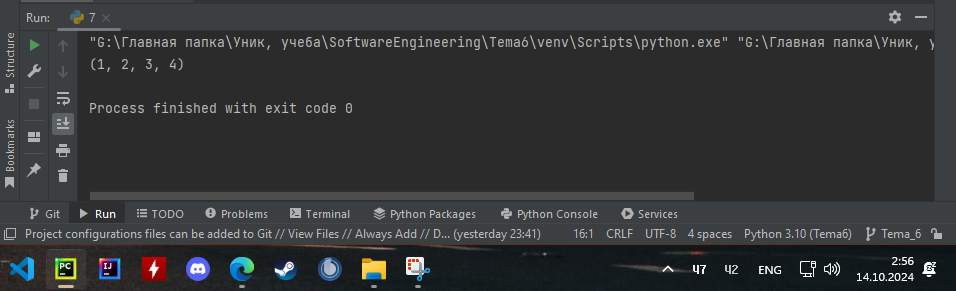 Run: 7
"G:\Главная папка\Уник, учеба\SoftwareEngineering\Tema6\venv\Scripts\python.exe" "G:\Главная папка\Уник,
(1, 2, 3, 4)
Process finished with exit code 0
Structure
Bookmarks
Git Run TODO Problems Terminal Python Packages Python Console Services
Project configurations files can be added to Git // View Files // Always Add // D... (yesterday 23:41) 16:1 CRLF UTF-8 4 spaces Python 3.10 (Tema6) Tema_6
PC IJ ENG 2:56
14.10.2024